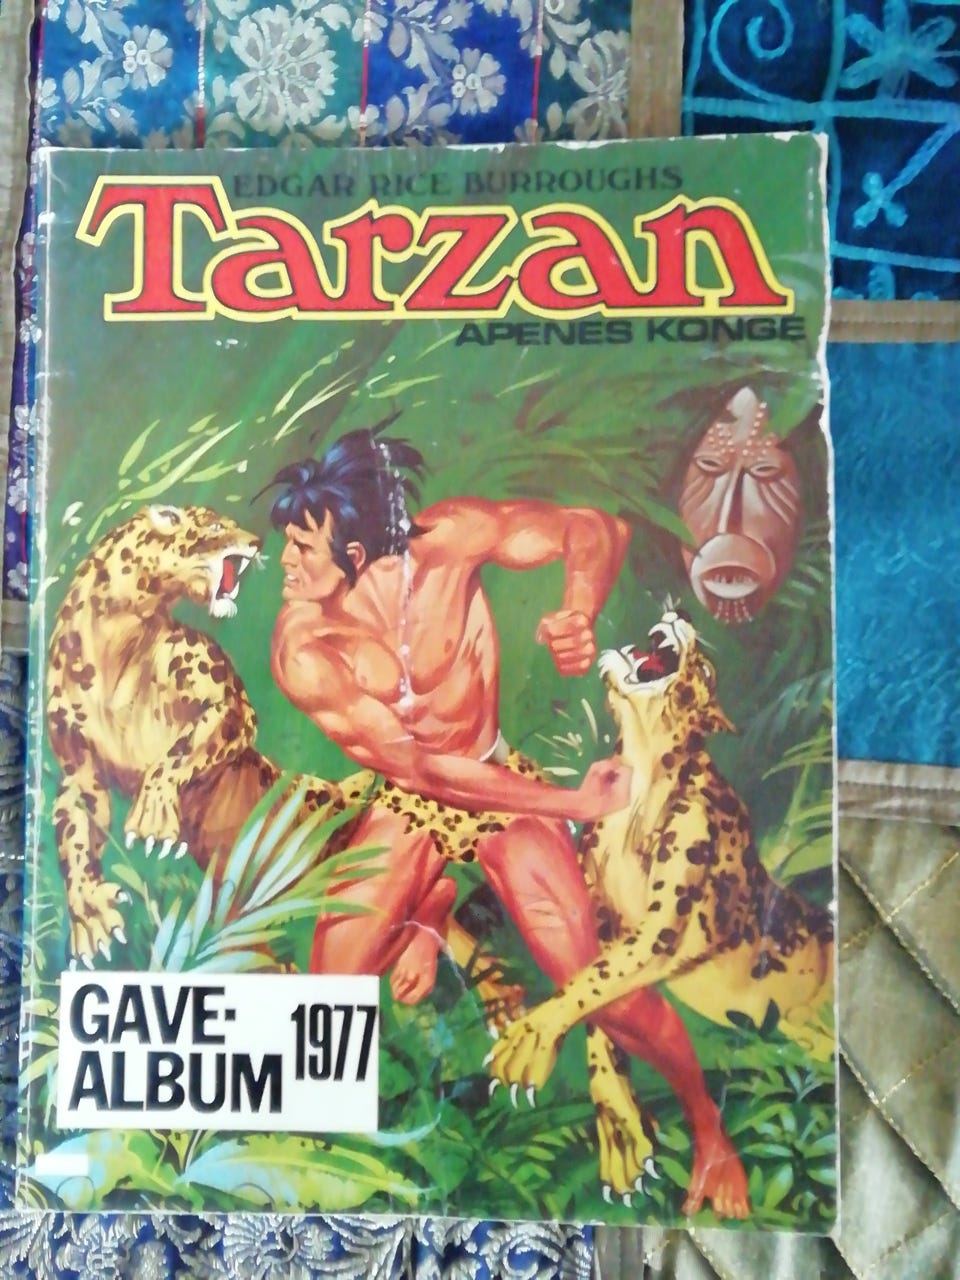 EDGAR RICE BURROUGHS
Tarzan
APENES KONGE
GAVE-
ALBUM 1977